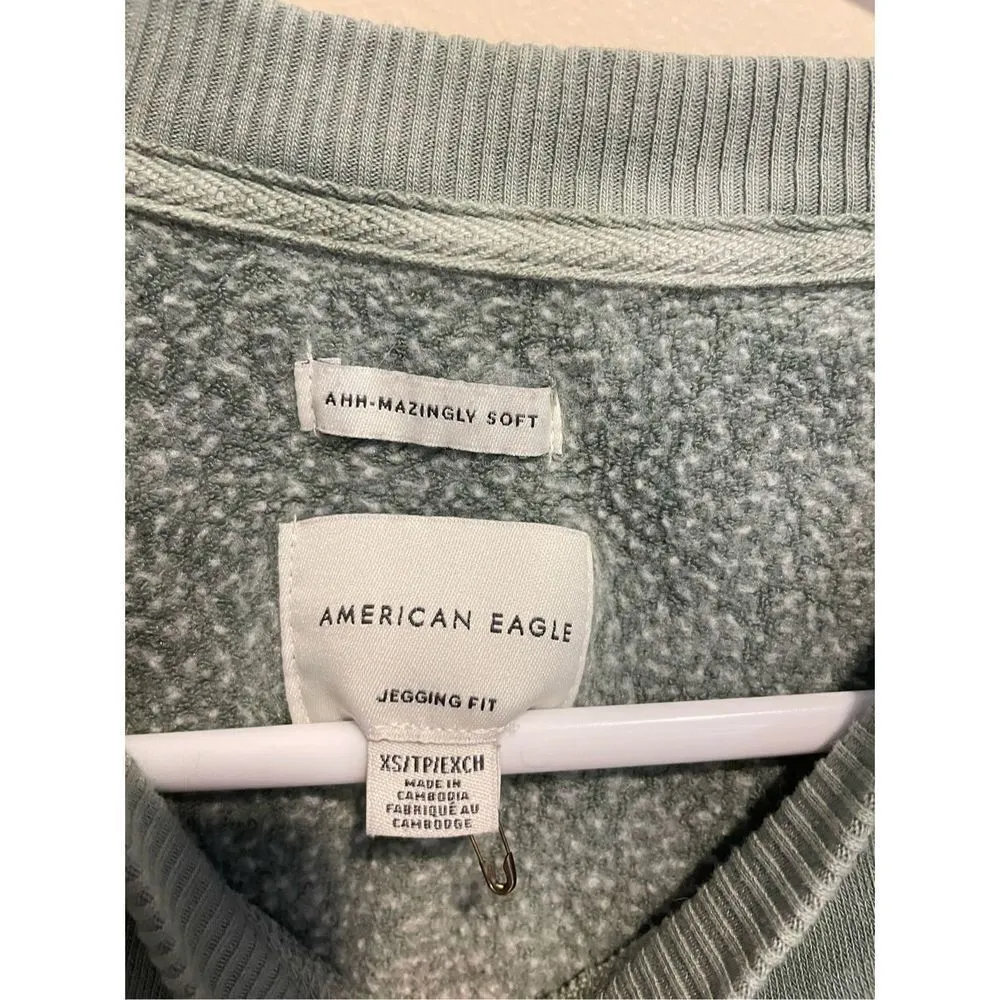 AHH-MAZINGLY SOFT
AMERICAN EAGLE
JEGGING FIT
XS/TP/EXCH
MADE IN
CAMBODIA
FABRIQUÉ AU
CAMBODGE